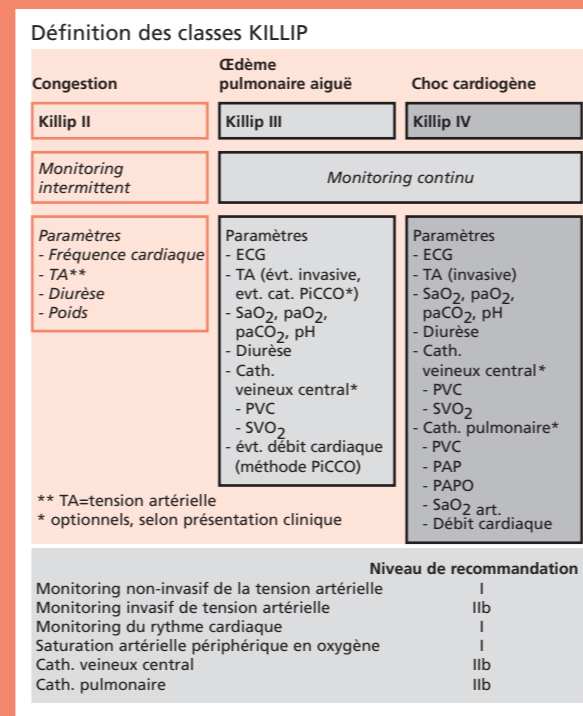 Définition des classes KILLIP
Congestion
Œdème
pulmonaire aiguë
Choc cardiogène
Killip II
Killip III
Killip IV
Monitoring
intermittent
Monitoring continu
Paramètres
- Fréquence cardiaque
- TA**
- Diurèse
- Poids
Paramètres
- ECG
- TA (évt. invasive,
evt. cat. PiCCO*)
- SaO2, paO2,
paCO2, pH
- Diurèse
- Cath.
veineux central*
- PVC
- SVO2
- évt. débit cardiaque
(méthode PiCCO)
Paramètres
- ECG
- TA (invasive)
- SaO2, paO2,
paCO2, pH
- Diurèse
- Cath.
veineux central*
- PVC
- SVO2
- Cath. pulmonaire*
- PVC
- PAP
- PAPO
- SaO2 art.
- Débit cardiaque
** TA=tension artérielle
* optionnels, selon présentation clinique
Niveau de recommandation
Monitoring non-invasif de la tension artérielle I
Monitoring invasif de tension artérielle IIb
Monitoring du rythme cardiaque I
Saturation artérielle périphérique en oxygène I
Cath. veineux central IIb
Cath. pulmonaire IIb